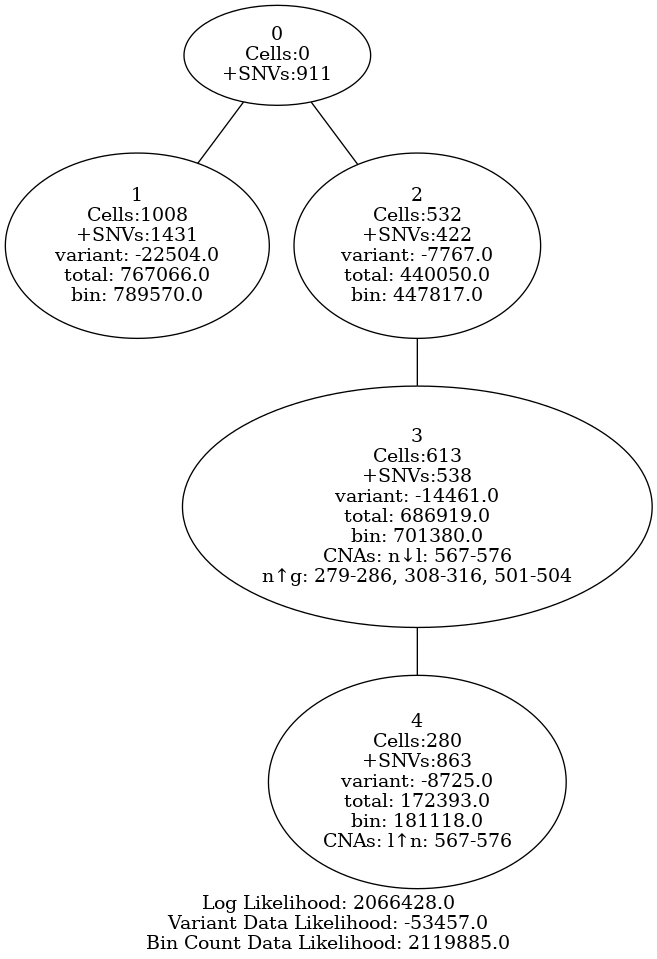 0
Cells:0
+SNVs:911
1
Cells:1008
+SNVs:1431
variant: -22504.0
total: 767066.0
bin: 789570.0
2
Cells:532
+SNVs:422
variant: -7767.0
total: 440050.0
bin: 447817.0
3
Cells:613
+SNVs:538
variant: -14461.0
total: 686919.0
bin: 701380.0
CNAs: n↓l: 567-576
n↑g: 279-286, 308-316, 501-504
4
Cells:280
+SNVs:863
variant: -8725.0
total: 172393.0
bin: 181118.0
CNAs: l↑n: 567-576
Log Likelihood: 2066428.0
Variant Data Likelihood: -53457.0
Bin Count Data Likelihood: 2119885.0